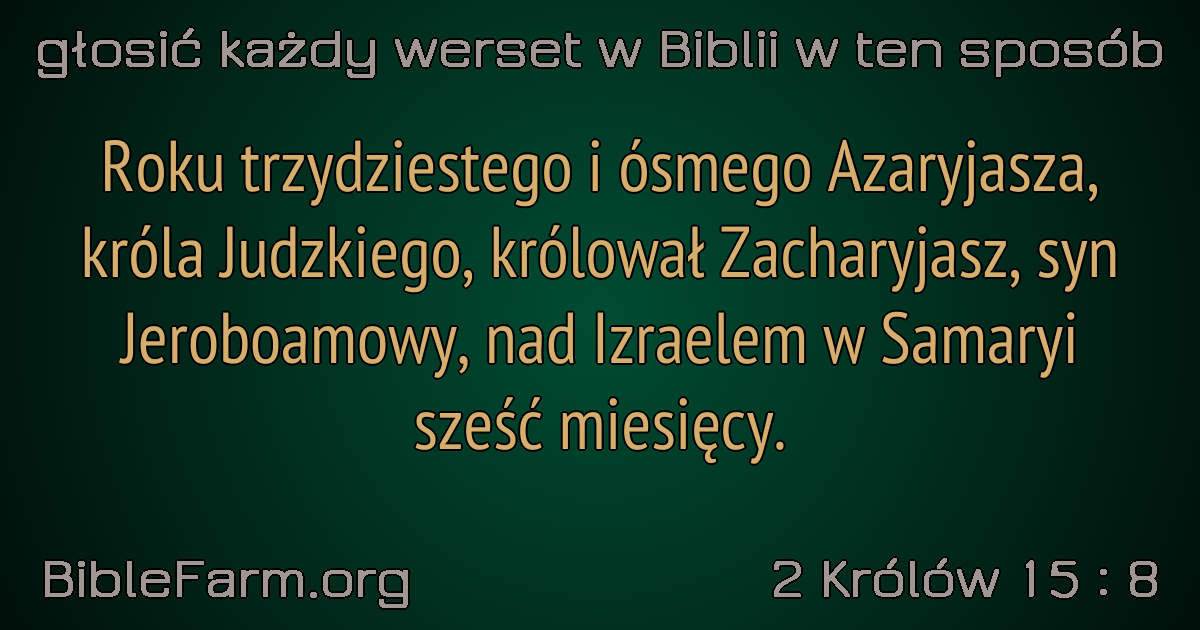 głosić każdy werset w Biblii w ten sposób
Roku trzydziestego i ósmego Azaryjasza,
króla Judzkiego, królował Zacharyjasz, syn
Jeroboamowy, nad Izraelem w Samaryi
sześć miesięcy.
BibleFarm.org
2 Królów 15 : 8